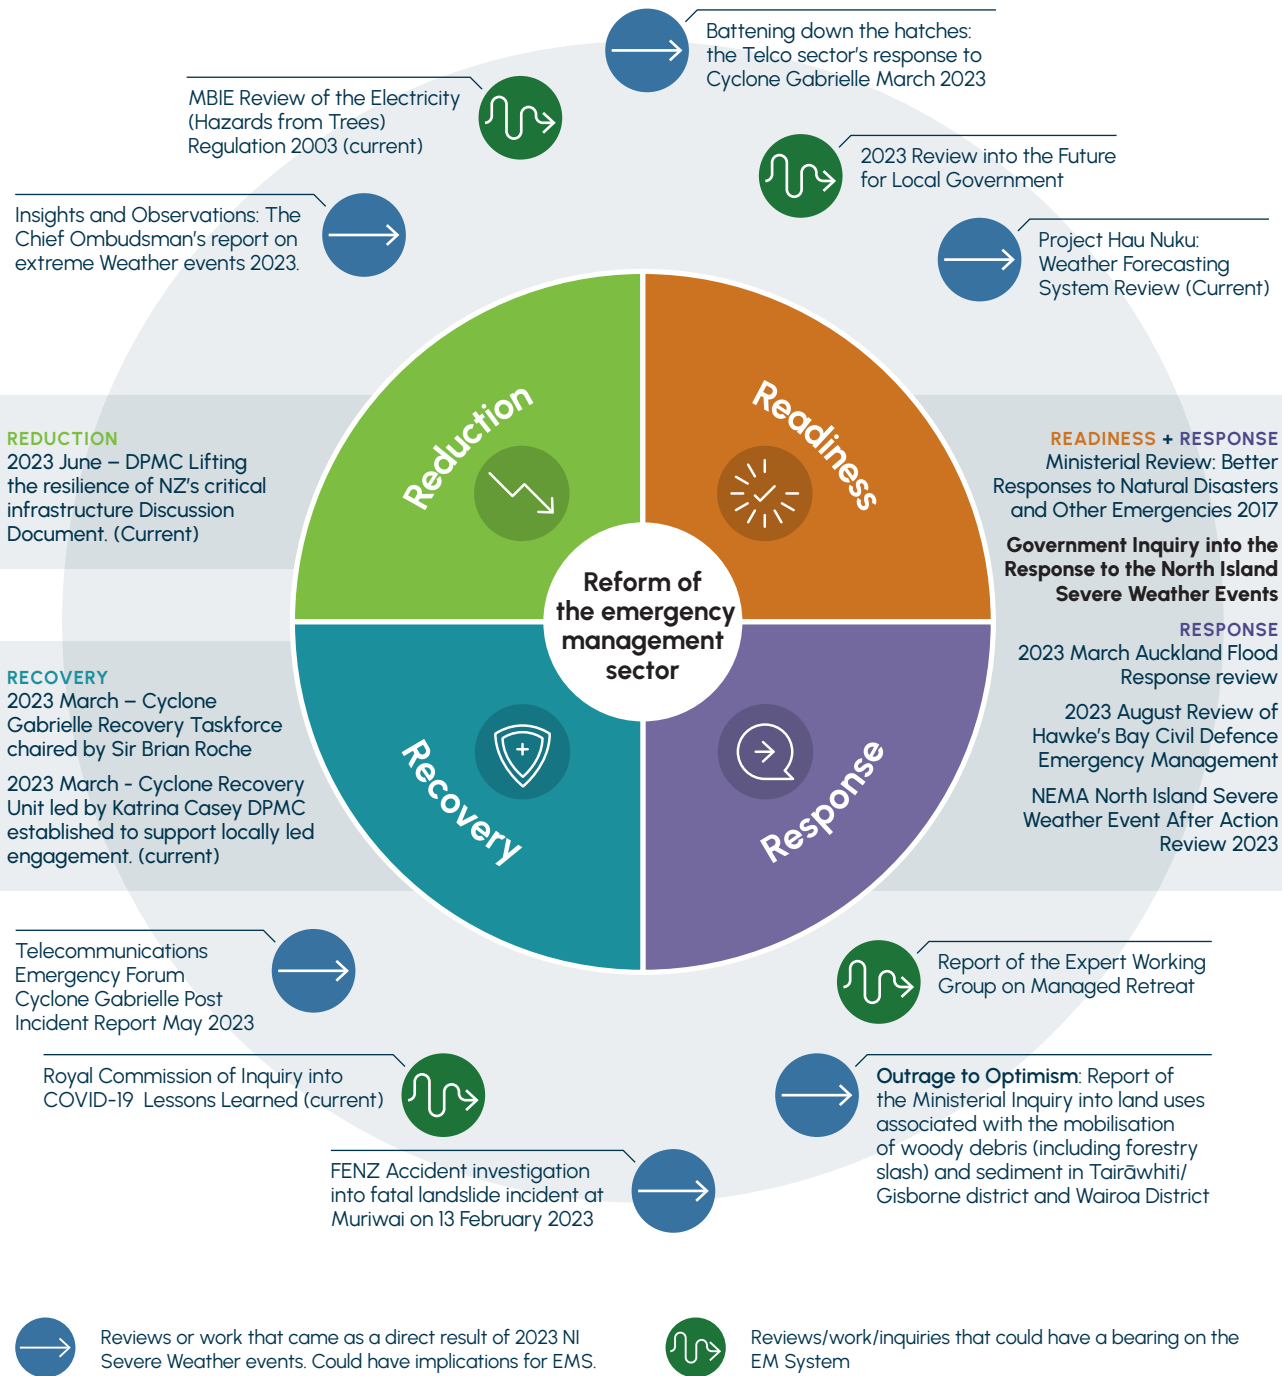 Battening down the hatches:
the Telco sector's response to
Cyclone Gabrielle March 2023
MBIE Review of the Electricity
(Hazards from Trees)
Regulation 2003 (current)
2023 Review into the Future
for Local Government
Insights and Observations: The
Chief Ombudsman's report on
extreme Weather events 2023.
Project Hau Nuku:
Weather Forecasting
System Review (Current)
Reduction
Readiness
REDUCTION
2023 June – DPMC Lifting
the resilience of NZ's critical
infrastructure Discussion
Document. (Current)
READINESS + RESPONSE
Ministerial Review: Better
Responses to Natural Disasters
and Other Emergencies 2017
Government Inquiry into the
Response to the North Island
Severe Weather Events
Reform of
the emergency
management
sector
RESPONSE
2023 March Auckland Flood
Response review
2023 August Review of
Hawke's Bay Civil Defence
Emergency Management
NEMA North Island Severe
Weather Event After Action
Review 2023
RECOVERY
2023 March – Cyclone
Gabrielle Recovery Taskforce
chaired by Sir Brian Roche
2023 March - Cyclone Recovery
Unit led by Katrina Casey DPMC
established to support locally led
engagement. (current)
Recovery
Response
Telecommunications
Emergency Forum
Cyclone Gabrielle Post
Incident Report May 2023
Report of the Expert Working
Group on Managed Retreat
Royal Commission of Inquiry into
COVID-19 Lessons Learned (current)
Outrage to Optimism: Report of
the Ministerial Inquiry into land uses
associated with the mobilisation
of woody debris (including forestry
slash) and sediment in Tairāwhiti/
Gisborne district and Wairoa District
FENZ Accident investigation
into fatal landslide incident at
Muriwai on 13 February 2023
Reviews or work that came as a direct result of 2023 NI
Severe Weather events. Could have implications for EMS.
Reviews/work/inquiries that could have a bearing on the
EM System